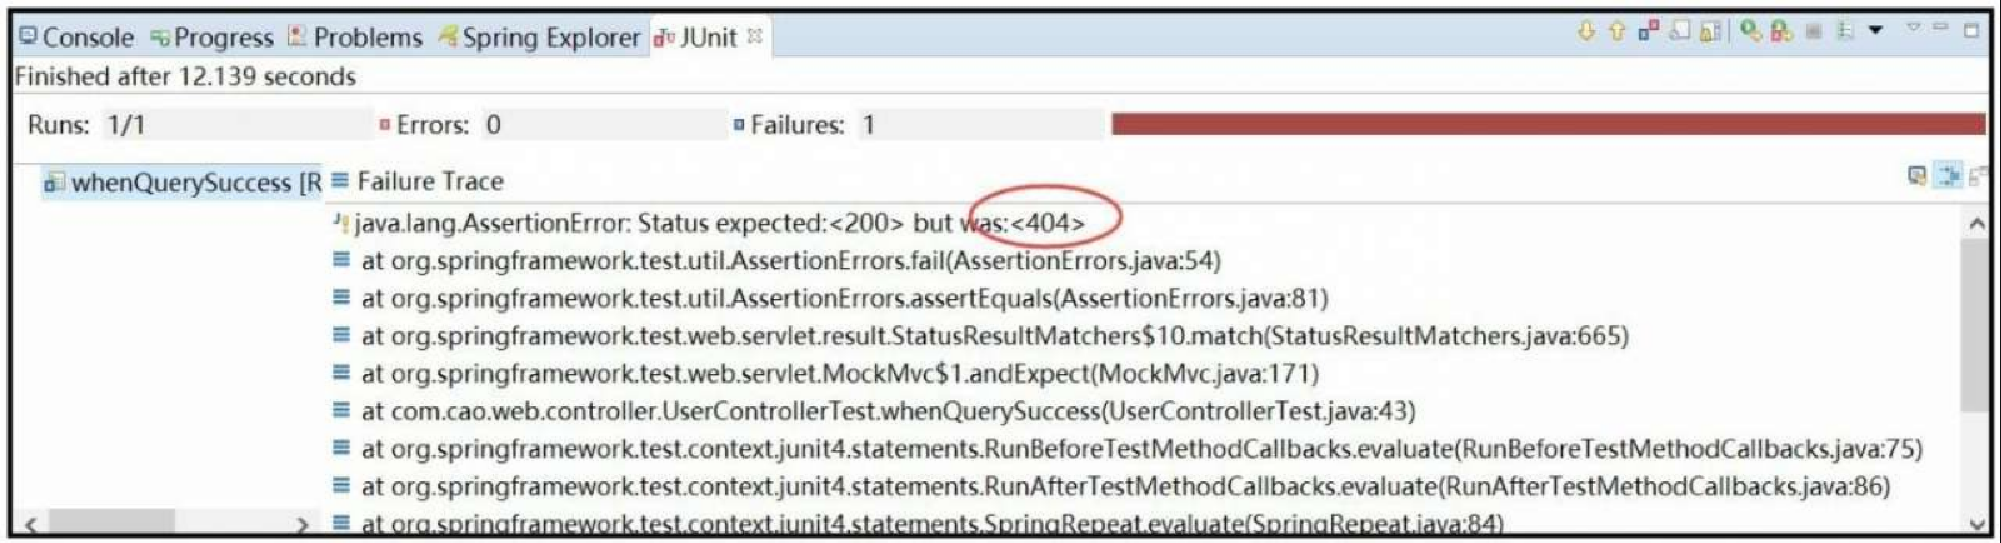 Console Progress Problems Spring Explorer JUnit
Finished after 12.139 seconds
Runs: 1/1 Errors: 0 Failures: 1
whenQuerySuccess [R Failure Trace
java.lang.AssertionError: Status expected:<200> but was:<404>
at org.springframework.test.util.AssertionErrors.fail(AssertionErrors.java:54)
at org.springframework.test.util.AssertionErrors.assertEquals(AssertionErrors.java:81)
at org.springframework.test.web.servlet.result.StatusResultMatchers$10.match(StatusResultMatchers.java:665)
at org.springframework.test.web.servlet.MockMvc$1.andExpect(MockMvc.java:171)
at com.cao.web.controller.UserControllerTest.whenQuerySuccess(UserControllerTest.java:43)
at org.springframework.test.context.junit4.statements.RunBeforeTestMethodCallbacks.evaluate(RunBeforeTestMethodCallbacks.java:75)
at org.springframework.test.context.junit4.statements.RunAfterTestMethodCallbacks.evaluate(RunAfterTestMethodCallbacks.java:86)
at org.springframework.test.context.junit4.statements.SpringRepeat.evaluate(SpringRepeat.java:84)